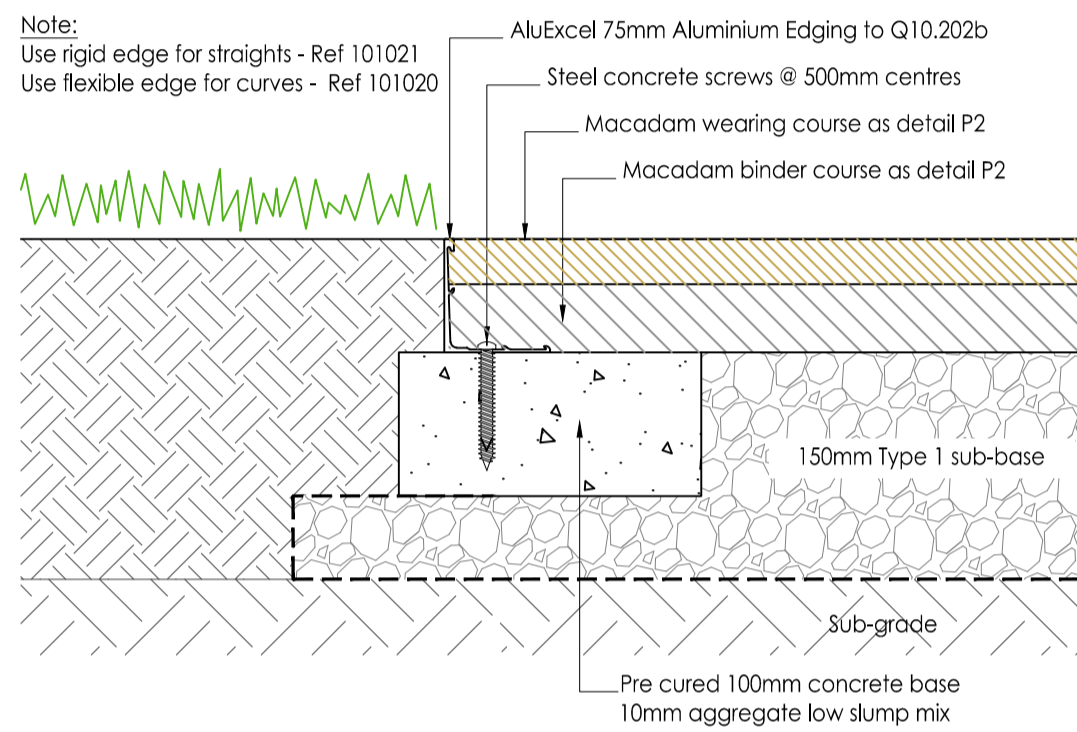 Note:
Use rigid edge for straights - Ref 101021
Use flexible edge for curves - Ref 101020
AluExcel 75mm Aluminium Edging to Q10.202b
Steel concrete screws @ 500mm centres
Macadam wearing course as detail P2
Macadam binder course as detail P2
150mm Type 1 sub-base
Sub-grade
Pre cured 100mm concrete base
10mm aggregate low slump mix